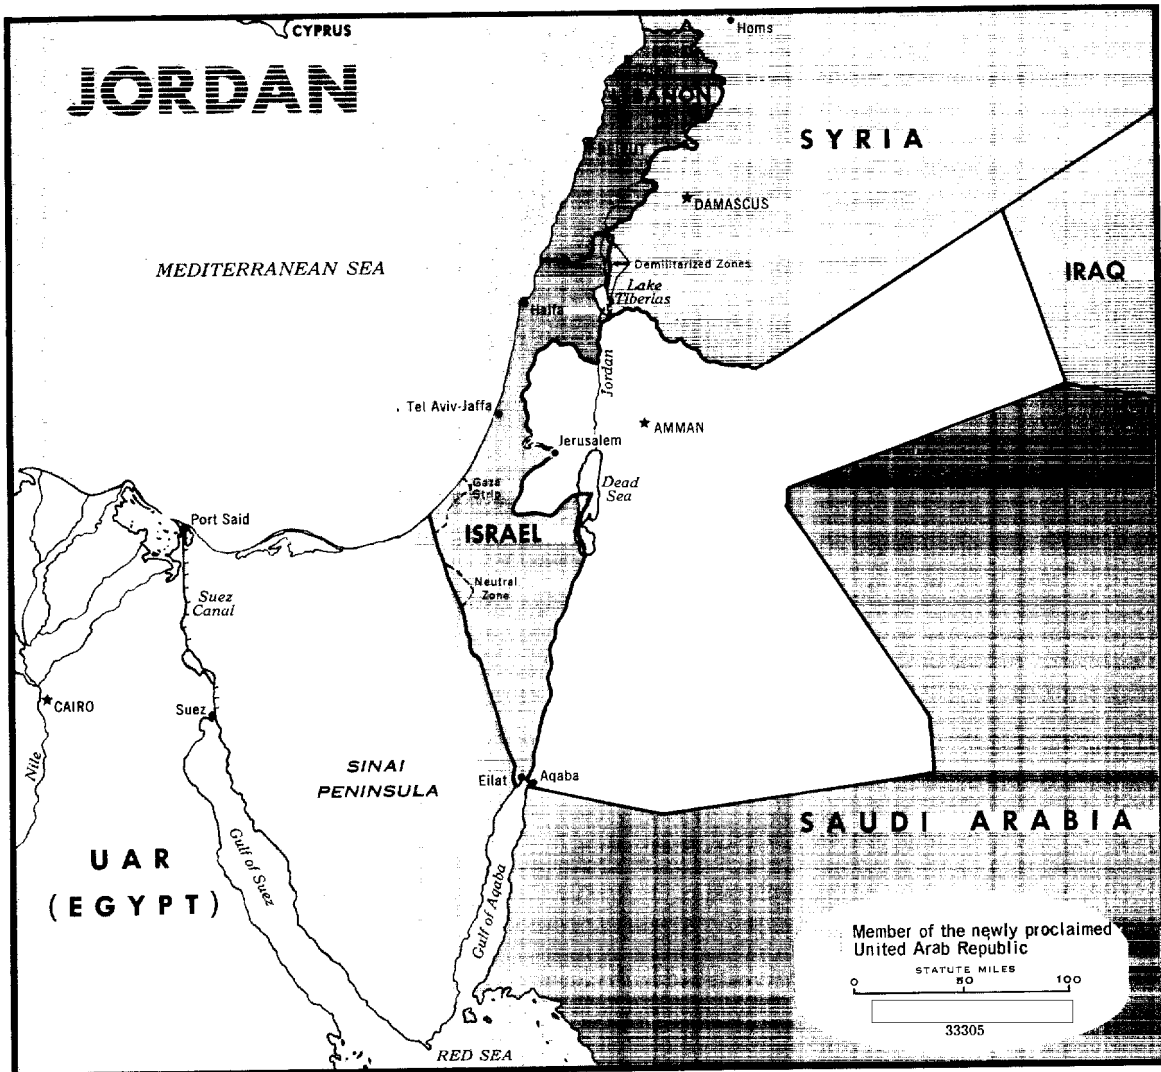 CYPRUS
Homs
JORDAN
LEBANON
SYRIA
DAMASCUS
MEDITERRANEAN SEA
Demilitarized Zones
IRAQ
Lake
Tiberias
Haifa
Jordan
Tel Aviv-Jaffa
AMMAN
Jerusalem
Gaza
Strip
Dead
Sea
Port Said
ISRAEL
Neutral
Zone
Suez
Canal
CAIRO
Suez
Nile
SINAI
PENINSULA
Eilat
Aqaba
SAUDI ARABIA
UAR
(EGYPT)
Gulf of Suez
Gulf of Aqaba
Member of the newly proclaimed
United Arab Republic
STATUTE MILES
0 50 100
33305
RED SEA